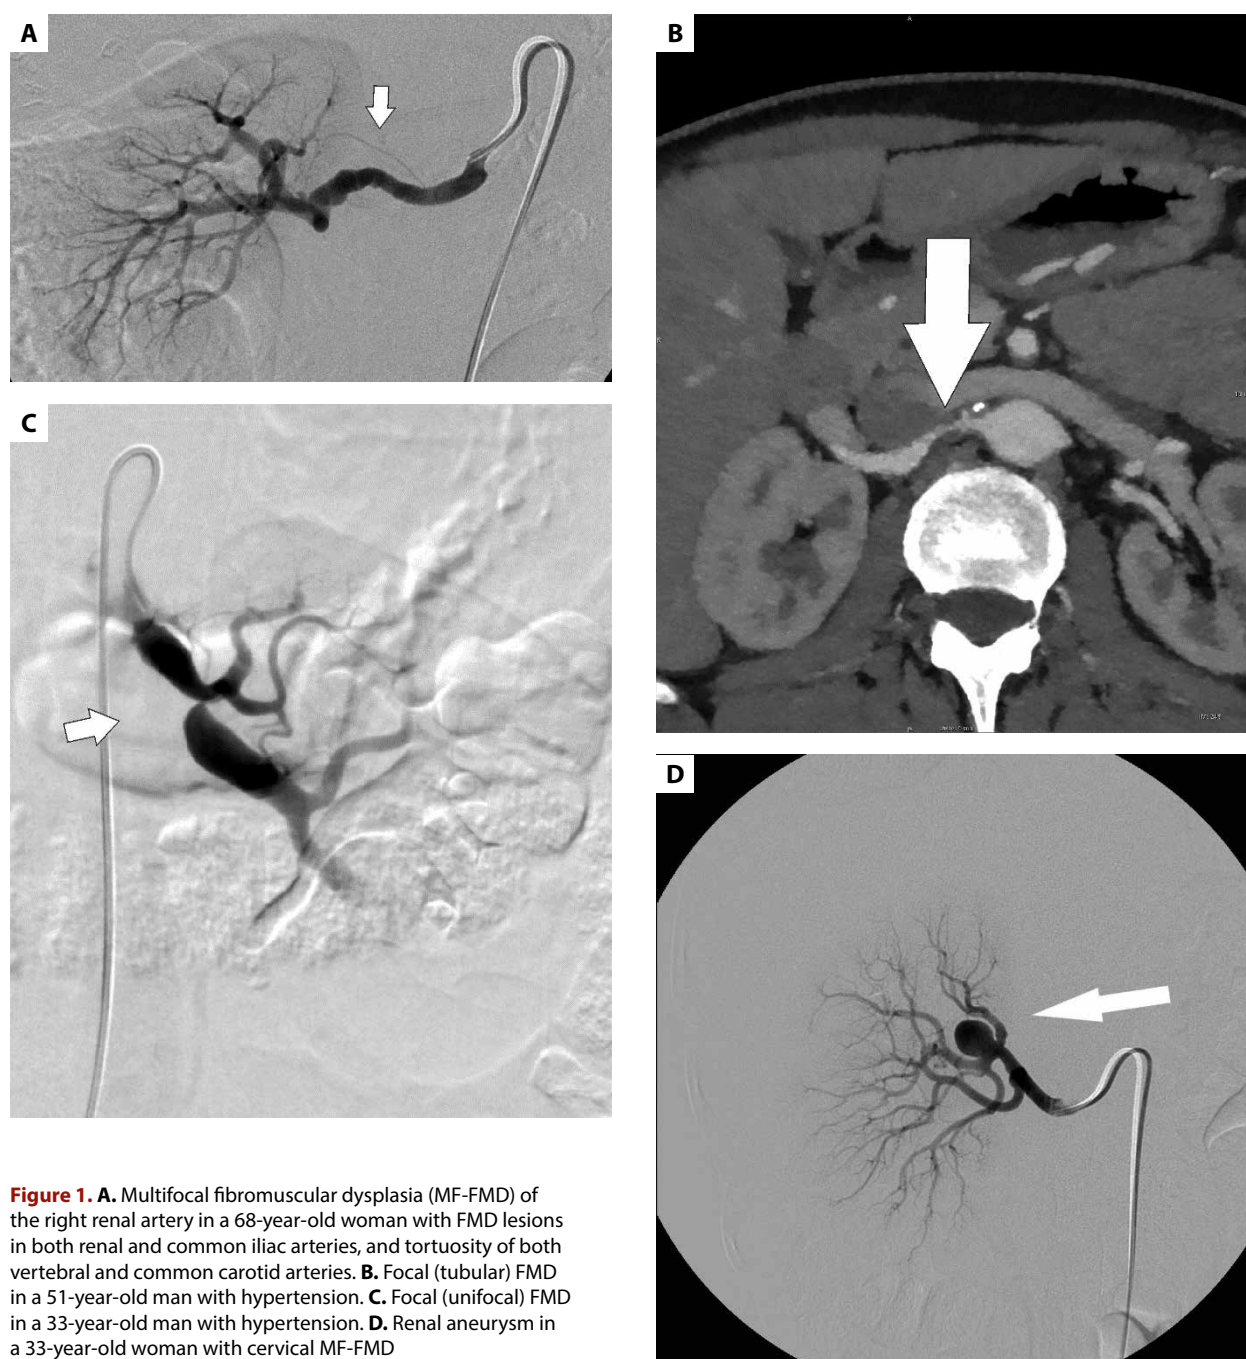 A
B
C
D
A
Figure 1. A. Multifocal fibromuscular dysplasia (MF-FMD) of
the right renal artery in a 68-year-old woman with FMD lesions
in both renal and common iliac arteries, and tortuosity of both
vertebral and common carotid arteries. B. Focal (tubular) FMD
in a 51-year-old man with hypertension. C. Focal (unifocal) FMD
in a 33-year-old man with hypertension. D. Renal aneurysm in
a 33-year-old woman with cervical MF-FMD